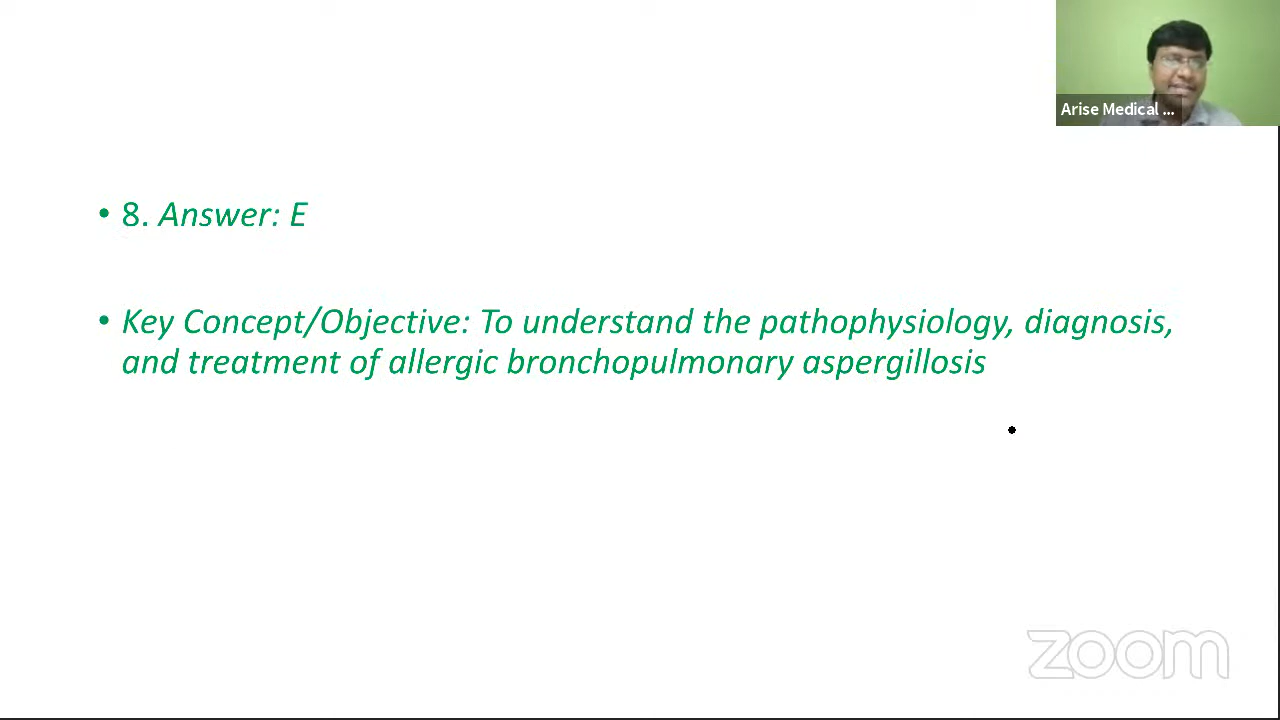 Arise Medical ...
• 8. Answer: E
• Key Concept/Objective: To understand the pathophysiology, diagnosis,
and treatment of allergic bronchopulmonary aspergillosis
zoom